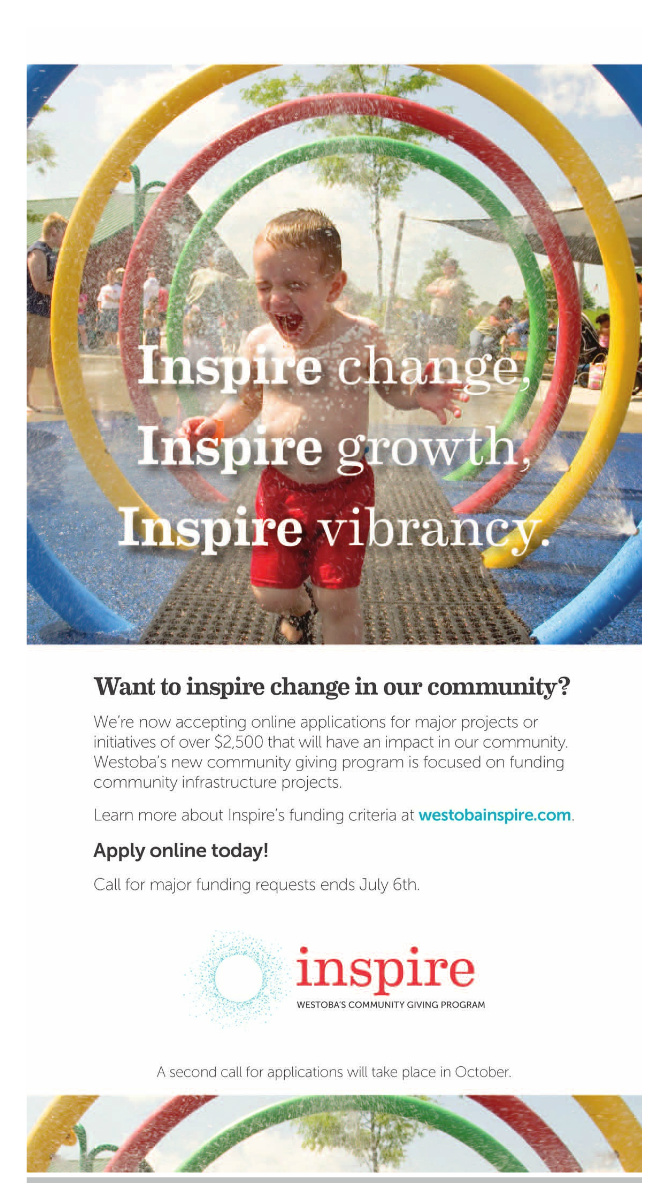 Inspire change,
Inspire growth,
Inspire vibrancy.
Want to inspire change in our community?
We're now accepting online applications for major projects or
initiatives of over $2,500 that will have an impact in our community.
Westoba's new community giving program is focused on funding
community infrastructure projects.
Learn more about Inspire's funding criteria at westobainspire.com.
Apply online today!
Call for major funding requests ends July 6th.
inspire
WESTOBA'S COMMUNITY GIVING PROGRAM
A second call for applications will take place in October.